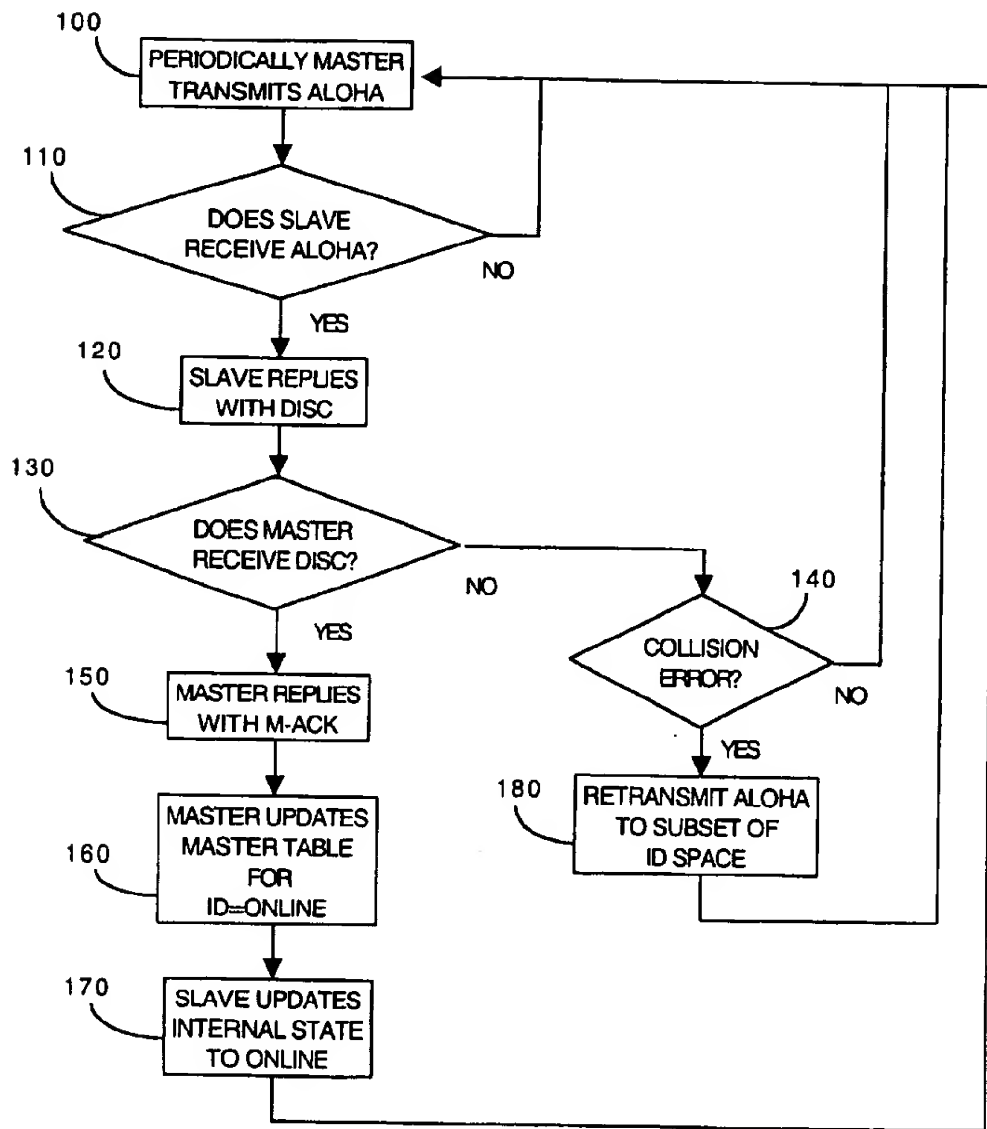 100
PERIODICALLY MASTER
TRANSMITS ALOHA
110
DOES SLAVE
RECEIVE ALOHA?
NO
YES
120
SLAVE REPLIES
WITH DISC
130
DOES MASTER
RECEIVE DISC?
NO
YES
140
COLLISION
ERROR?
NO
YES
150
MASTER REPLIES
WITH M-ACK
180
RETRANSMIT ALOHA
TO SUBSET OF
ID SPACE
160
MASTER UPDATES
MASTER TABLE
FOR
ID=ONLINE
170
SLAVE UPDATES
INTERNAL STATE
TO ONLINE